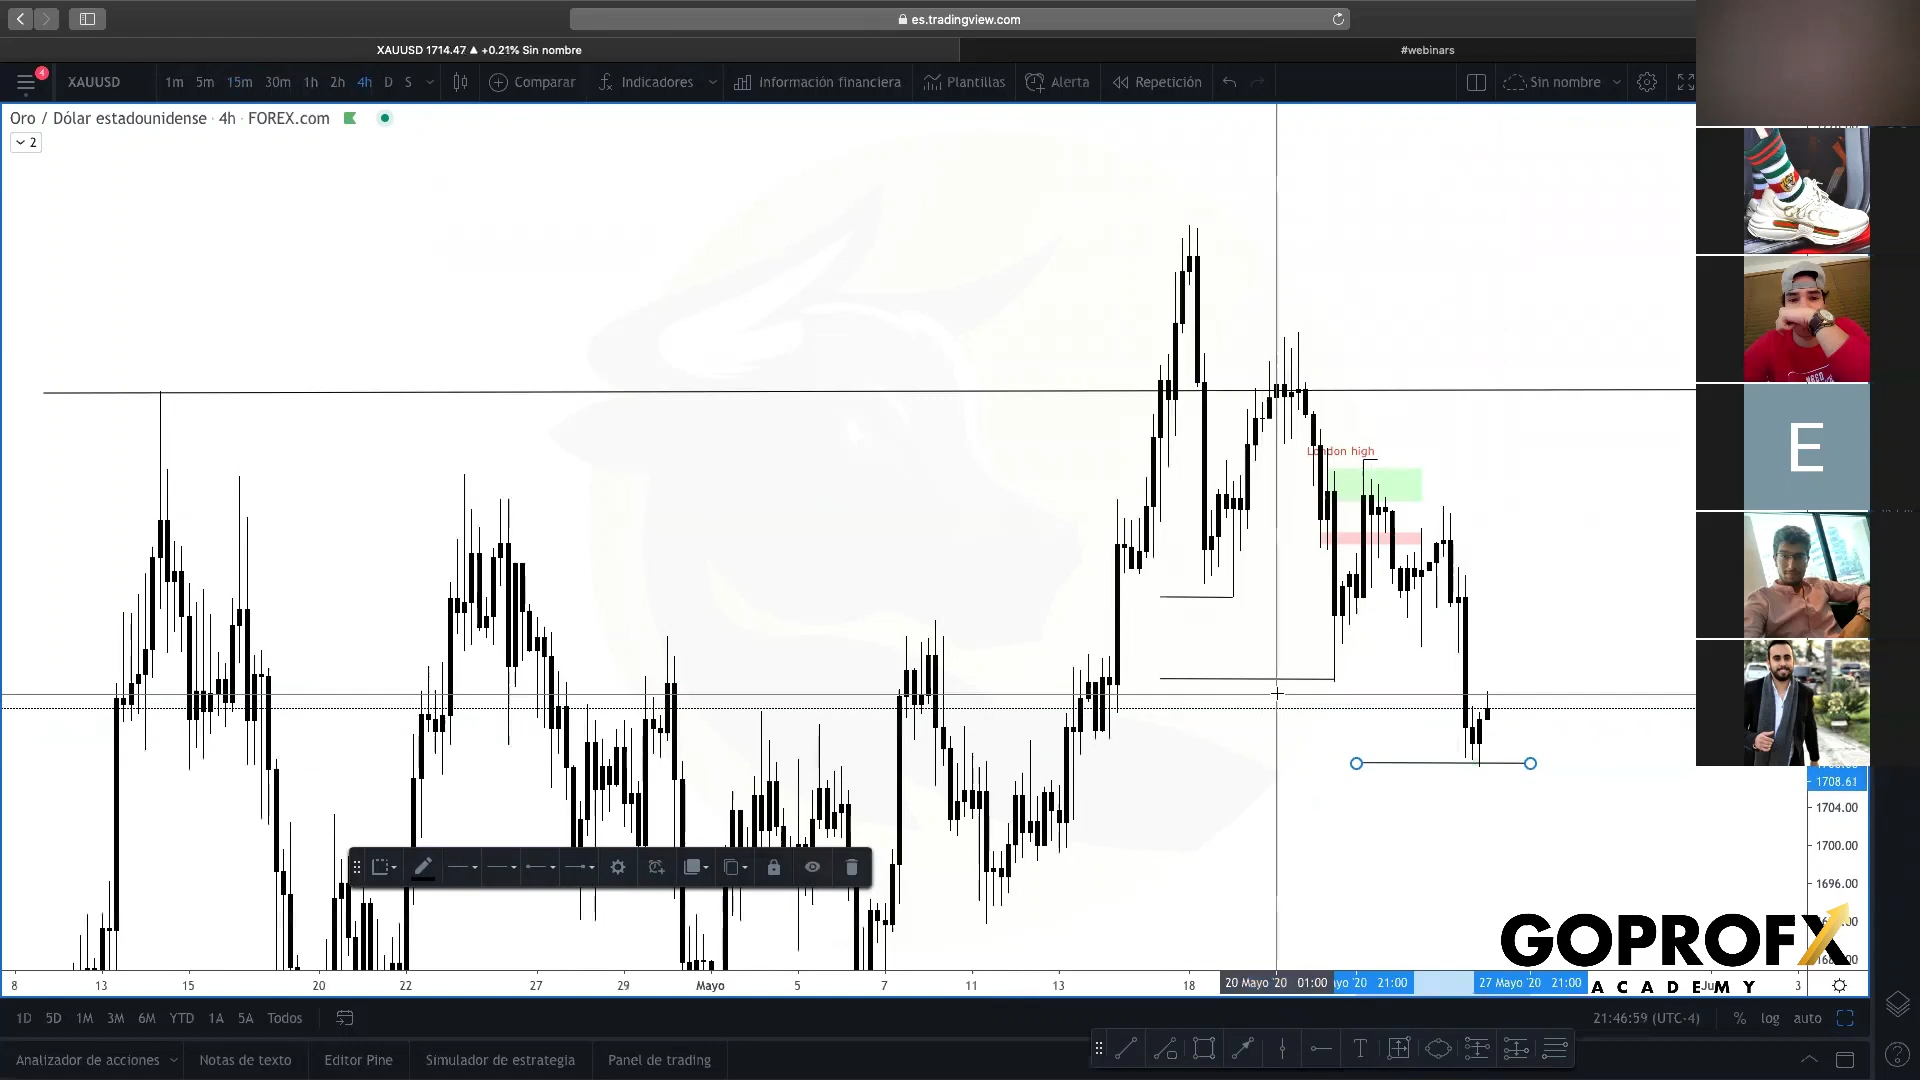 es.tradingview.com
XAUUSD 1714.47 ▲ +0.21% Sin nombre
#webinars
4
XAUUSD
1m 5m 15m 30m 1h 2h 4h D S
Comparar
Indicadores
Información financiera
Plantillas
Alerta
Repetición
Sin nombre
Oro / Dólar estadounidense · 4h · FOREX.com
2
GUCCI
London high
E
1708.61
1704.00
1700.00
1696.00
GOPROFX
ACADEMY
8 13 15 20 22 27 29 Mayo 5 7 11 13 18
20 Mayo '20 01:00
yo '20 21:00
27 Mayo '20 21:00
3
1D 5D 1M 3M 6M YTD 1A 5A Todos
21:46:59 (UTC-4)
% log auto
Analizador de acciones
Notas de texto
Editor Pine
Simulador de estrategia
Panel de trading
T